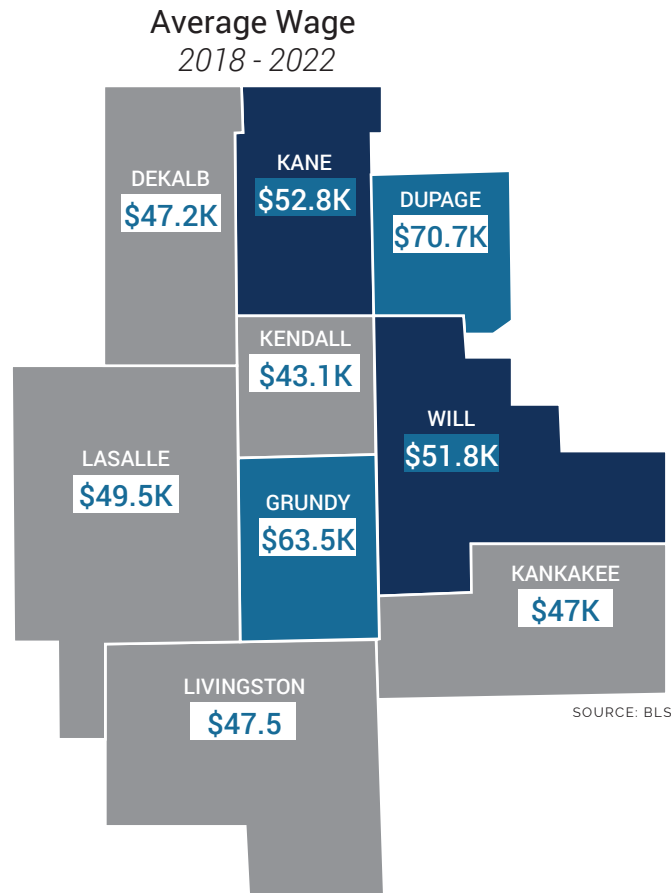 Average Wage
2018 - 2022
KANE
$52.8K
DEKALB
$47.2K
DUPAGE
$70.7K
KENDALL
$43.1K
WILL
$51.8K
LASALLE
$49.5K
GRUNDY
$63.5K
KANKAKEE
$47K
LIVINGSTON
$47.5
SOURCE: BLS